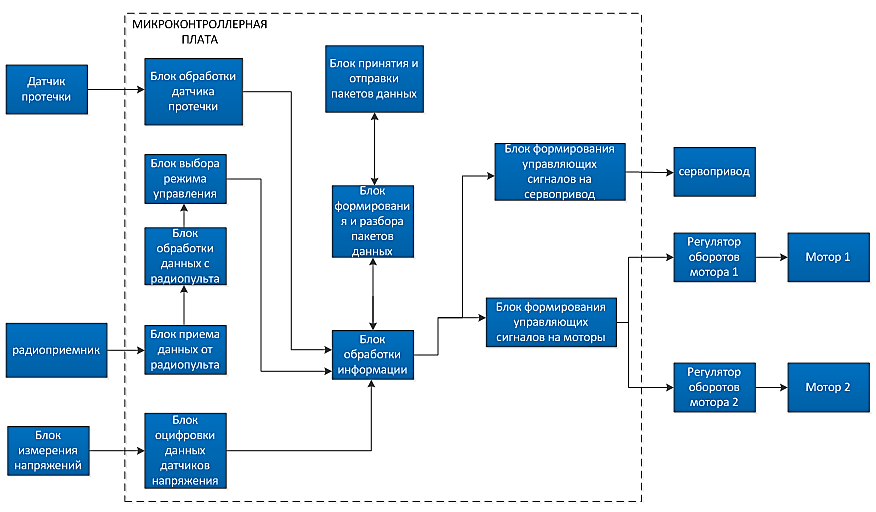 МИКРОКОНТРОЛЛЕРНАЯ
ПЛАТА
Датчик
протечки
Блок обработки
датчика
протечки
Блок принятия и
отправки
пакетов данных
Блок выбора
режима
управления
Блок
формировани
я и разбора
пакетов
данных
Блок формирования
управляющих
сигналов на
сервопривод
сервопривод
Блок
обработки
данных с
радиопульта
Регулятор
оборотов
мотора 1
Мотор 1
радиоприемник
Блок приема
данных от
радиопульта
Блок
обработки
информации
Блок формирования
управляющих
сигналов на моторы
Регулятор
оборотов
мотора 2
Мотор 2
Блок
измерения
напряжений
Блок
оцифровки
данных
датчиков
напряжения